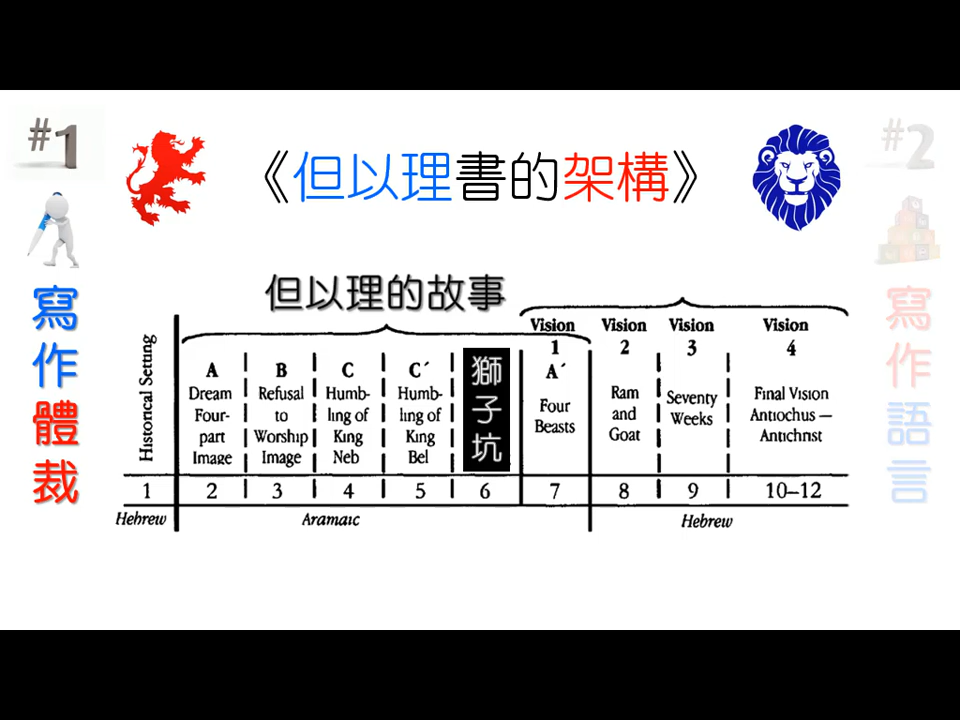 #1
寫
作
體
裁
《但以理書的架構》
#2
寫
作
語
言
但以理的故事
Historical Setting
A
Dream
Four-
part
Image
B
Refusal
to
Worship
Image
C
Humb-
ling of
King
Neb
C´
Humb-
ling of
King
Bel
獅
子
坑
Vision
1
A´
Four
Beasts
Vision
2
Ram
and
Goat
Vision
3
Seventy
Weeks
Vision
4
Final Vision
Antiochus —
Antichrist
1 2 3 4 5 6 7 8 9 10–12
Hebrew Aramaic Hebrew